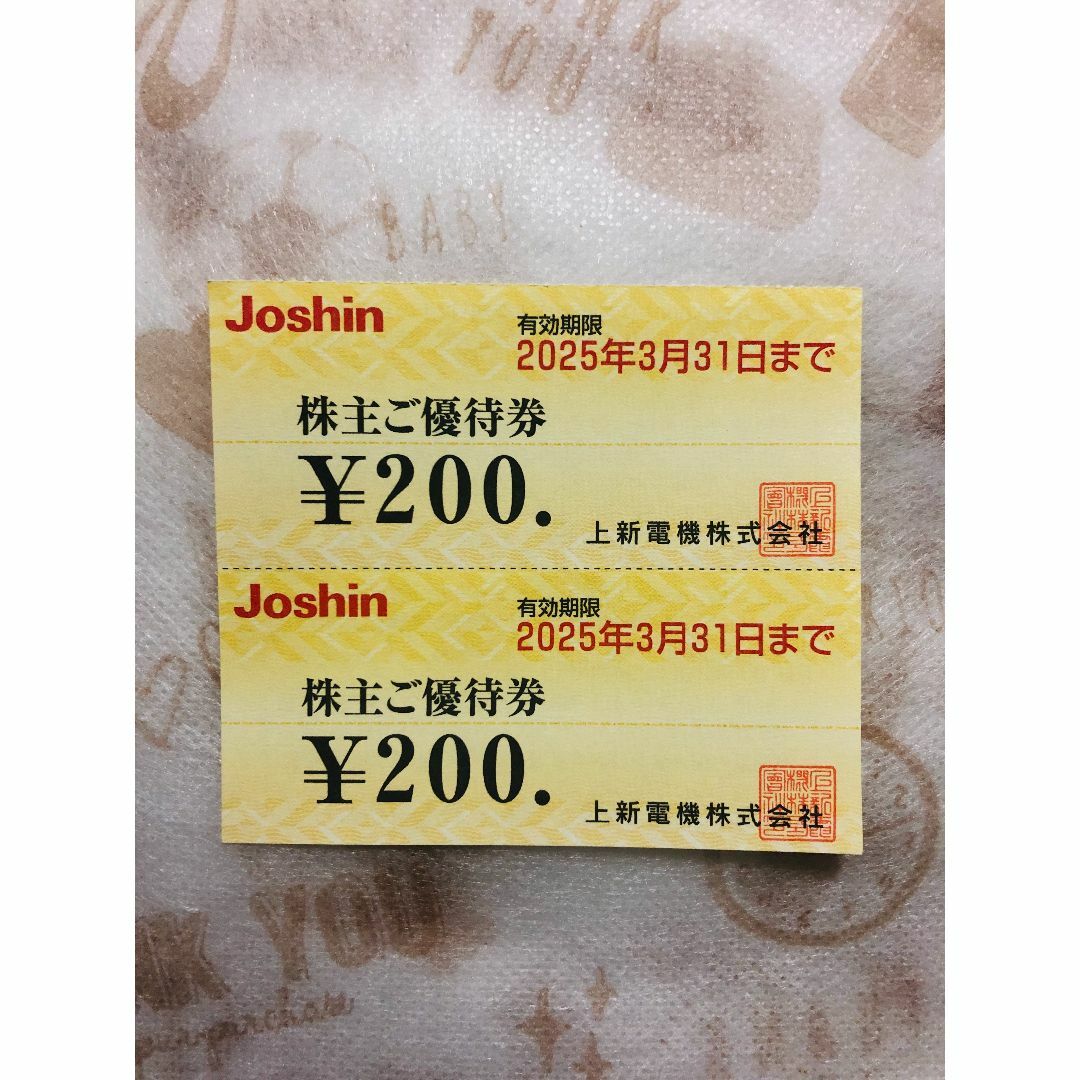 YOU
BABY
Joshin
有効期限
2025年3月31日まで
株主ご優待券
¥200.
上新電機株式会社
Joshin
有効期限
2025年3月31日まで
株主ご優待券
¥200.
上新電機株式会社
YOU